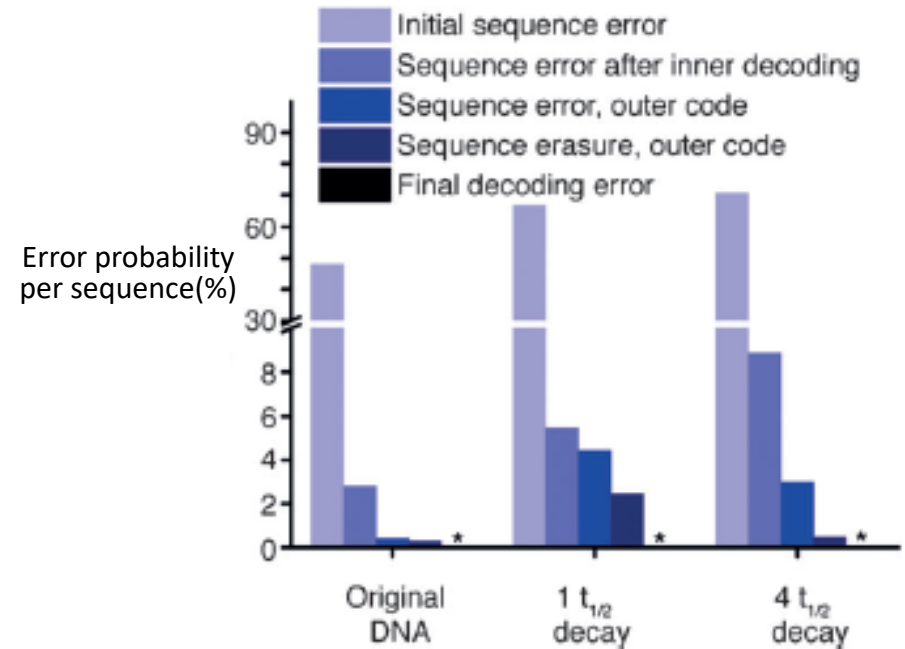 Initial sequence error
Sequence error after inner decoding
Sequence error, outer code
Sequence erasure, outer code
Final decoding error
Error probability
per sequence(%)
90
60
30
8
6
4
2
0
* * *
Original DNA
1 t1/2 decay
4 t1/2 decay